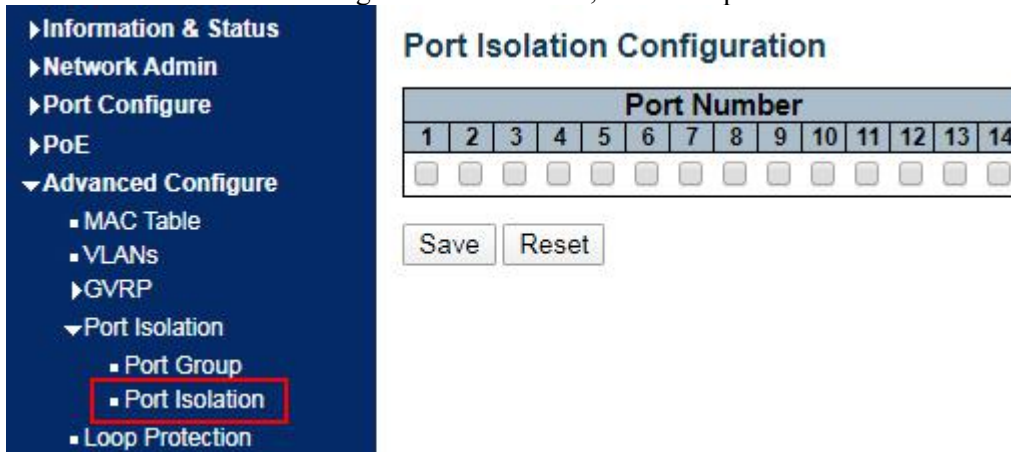 ▸Information & Status
▸Network Admin
▸Port Configure
▸PoE
▾Advanced Configure
▪ MAC Table
▪ VLANs
▸GVRP
▾Port Isolation
▪ Port Group
▪ Port Isolation
▪ Loop Protection
Port Isolation Configuration
Port Number
1 2 3 4 5 6 7 8 9 10 11 12 13 14
Save Reset